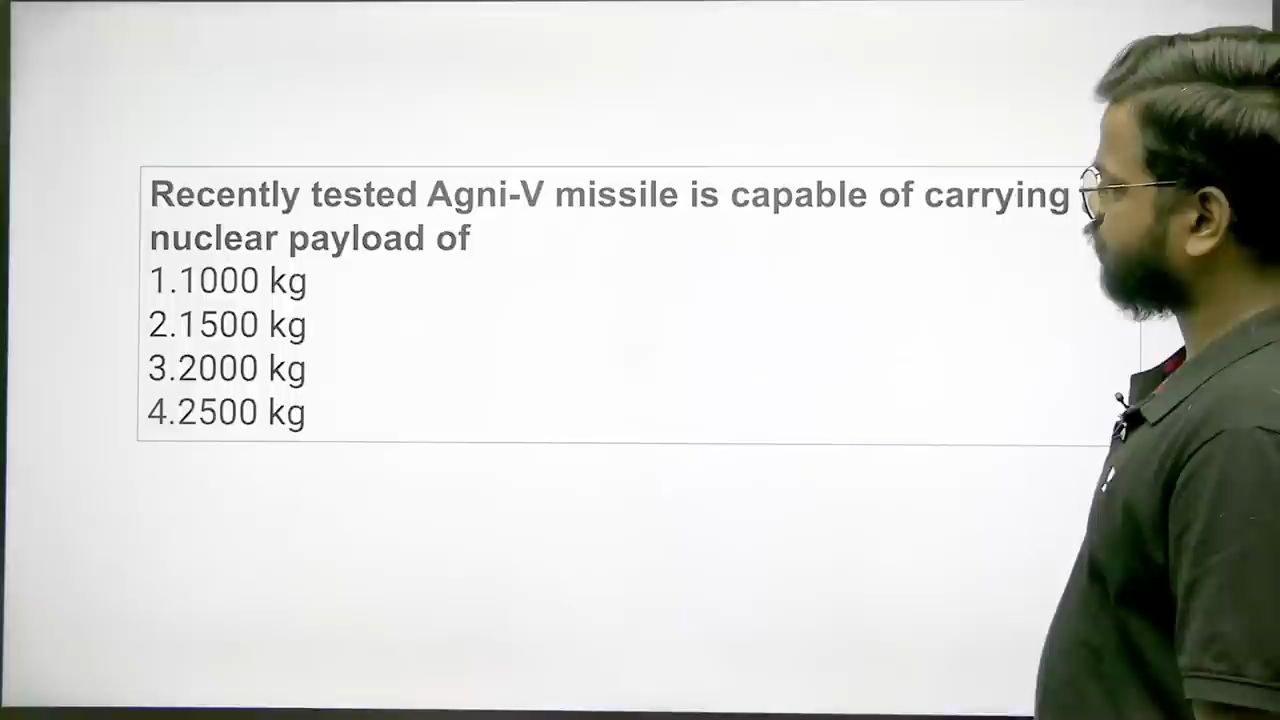 Recently tested Agni-V missile is capable of carrying
nuclear payload of
1.1000 kg
2.1500 kg
3.2000 kg
4.2500 kg